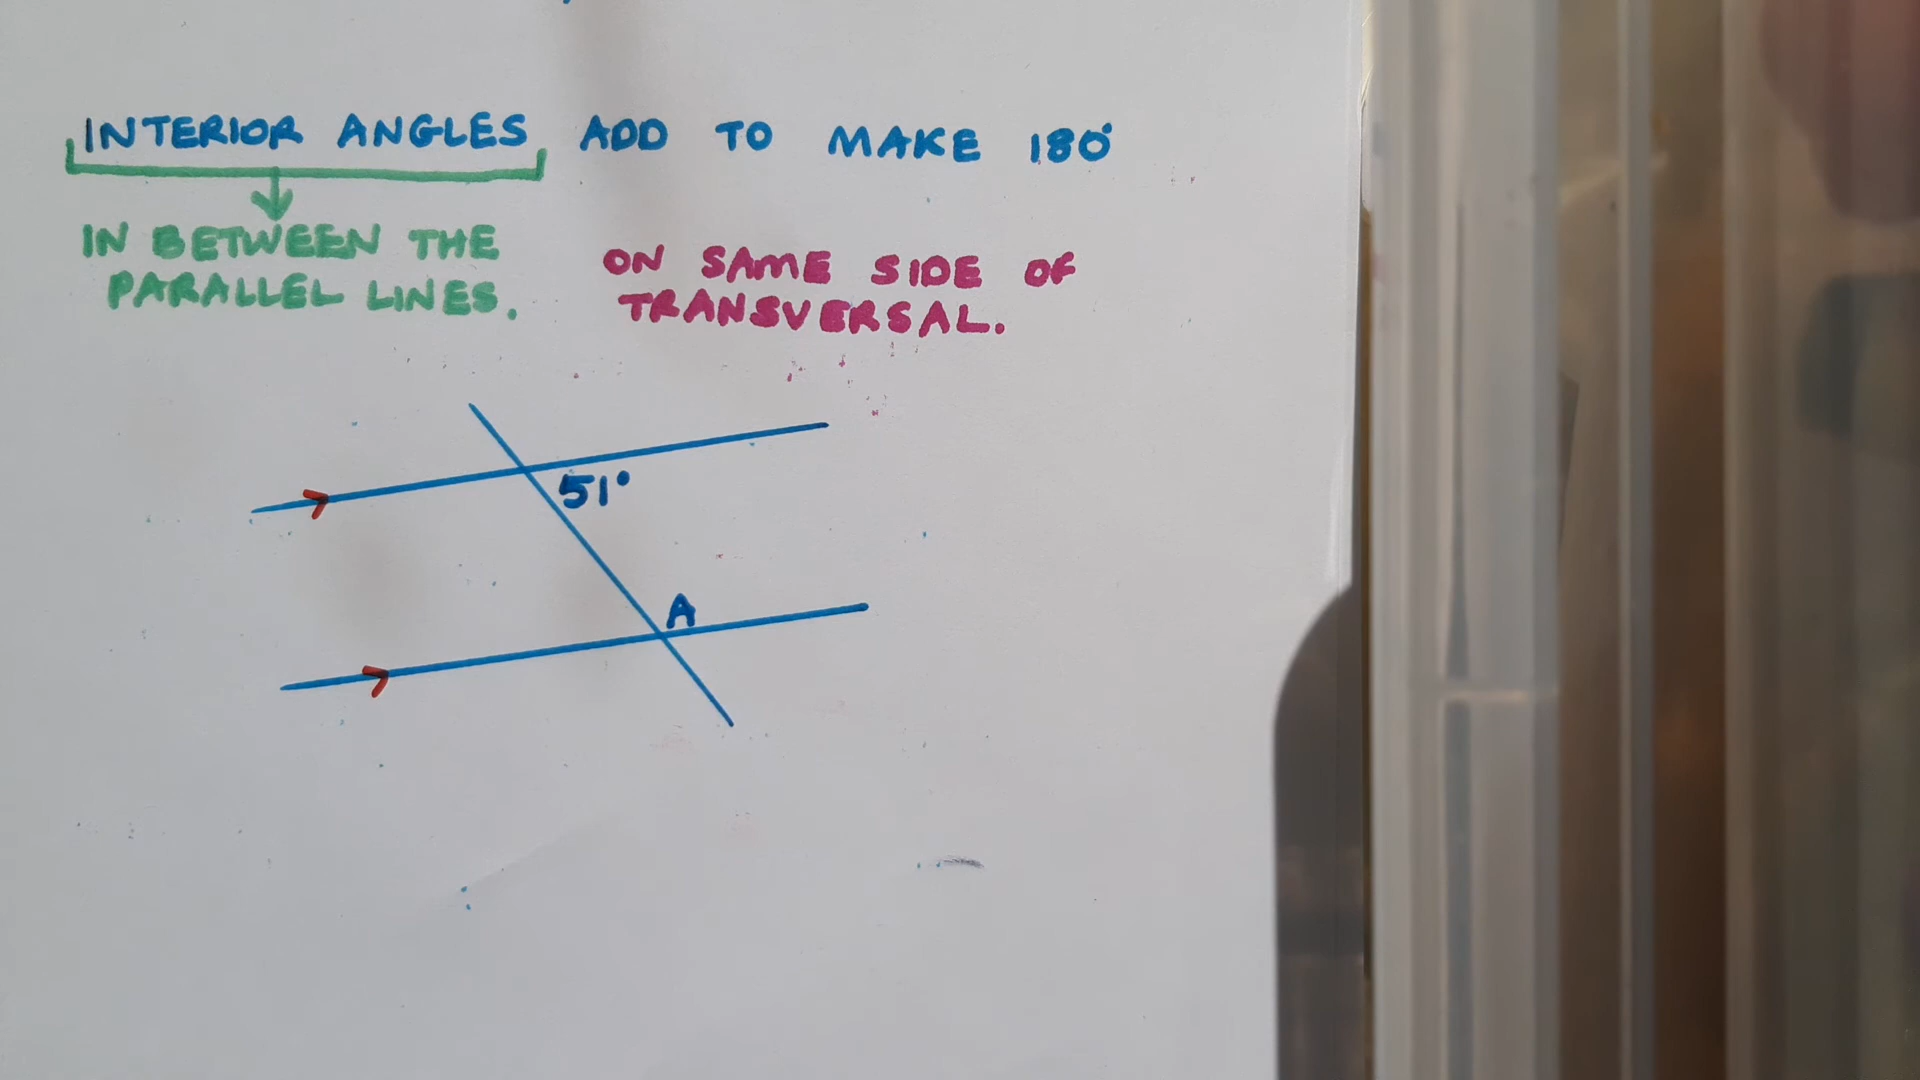 INTERIOR ANGLES ADD TO MAKE 180°
IN BETWEEN THE
PARALLEL LINES.
ON SAME SIDE OF
TRANSVERSAL.
51°
A